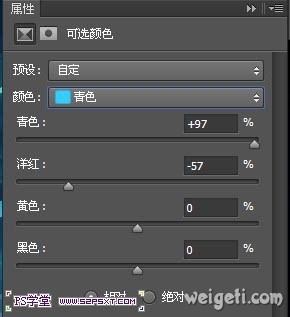 属性
可选颜色
预设: 自定
颜色: 青色
青色: +97 %
洋红: -57 %
黄色: 0 %
黑色: 0 %
PS学堂 www.52psxt.com 相对 绝对
weigeti.com